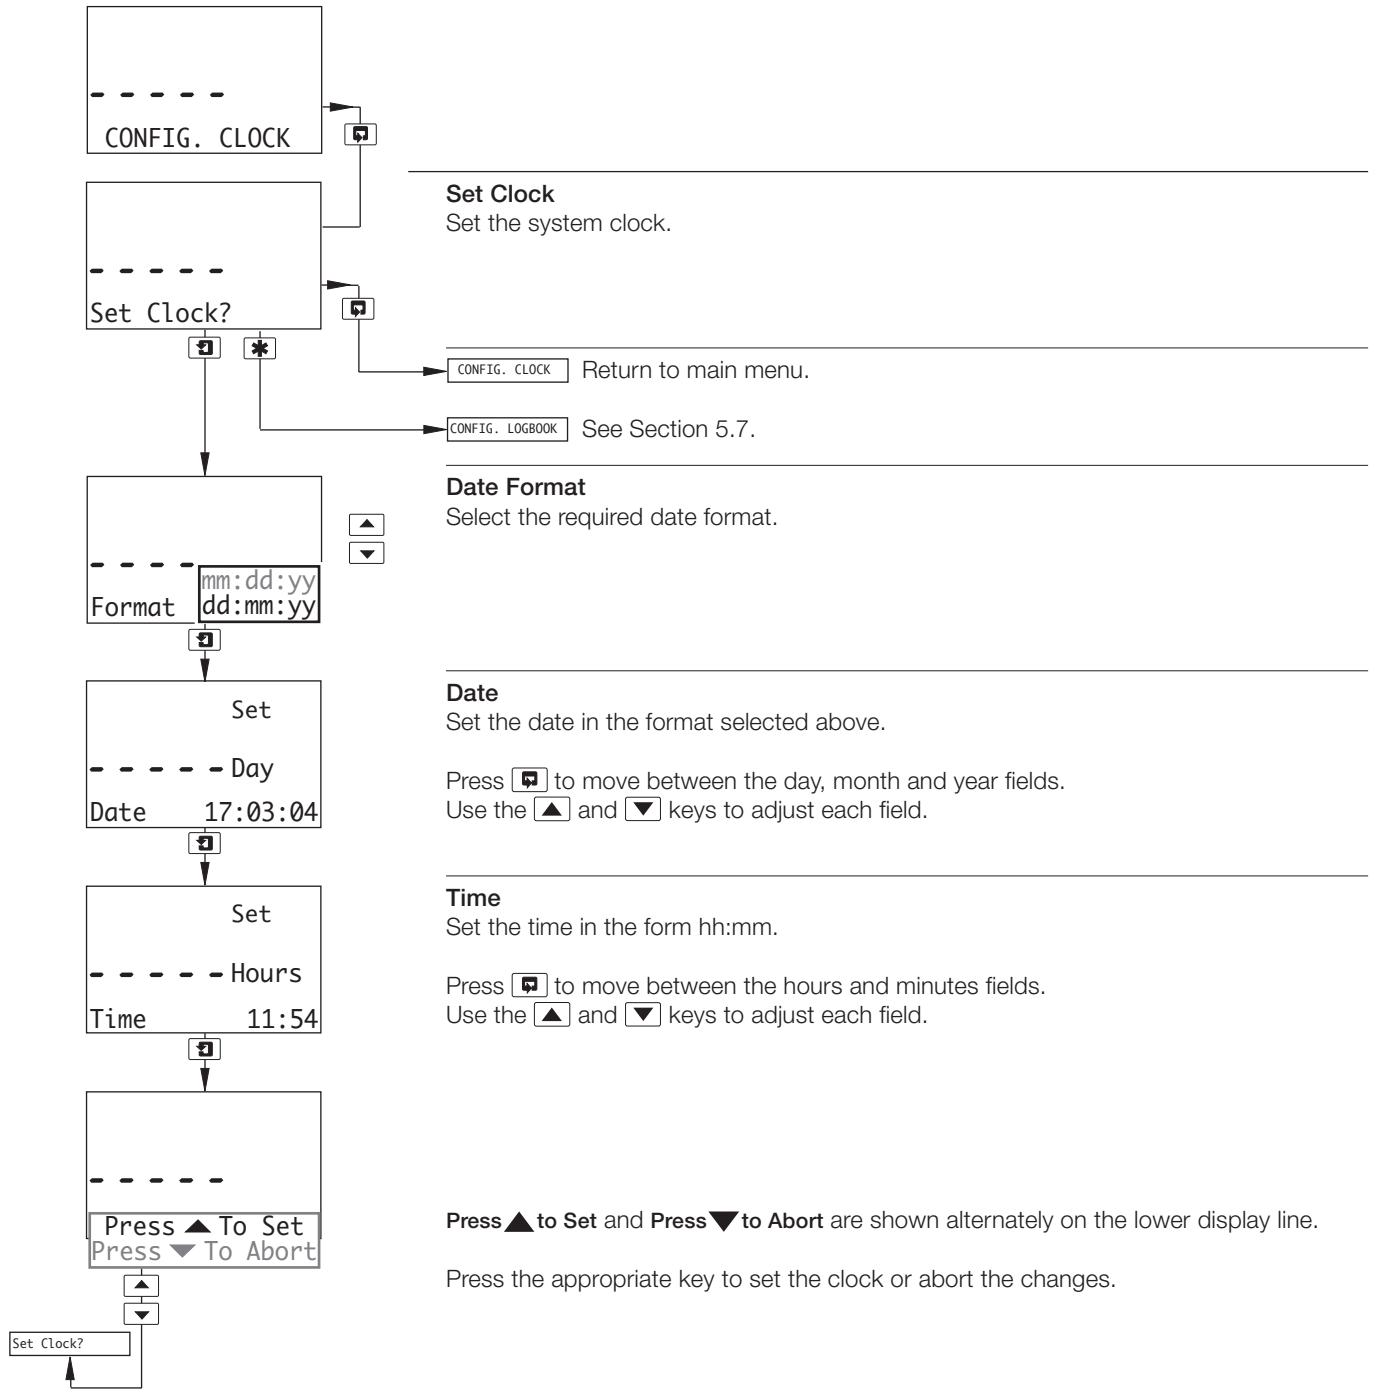 CONFIG. CLOCK
Set Clock
Set the system clock.
Set Clock?
CONFIG. CLOCK Return to main menu.
CONFIG. LOGBOOK See Section 5.7.
Date Format
Select the required date format.
mm:dd:yy
Format dd:mm:yy
Date
Set the date in the format selected above.
Set
Day
Date 17:03:04
Press to move between the day, month and year fields.
Use the ▲ and ▼ keys to adjust each field.
Time
Set the time in the form hh:mm.
Set
Hours
Time 11:54
Press to move between the hours and minutes fields.
Use the ▲ and ▼ keys to adjust each field.
Press ▲ To Set
Press ▼ To Abort
Press ▲ to Set and Press ▼ to Abort are shown alternately on the lower display line.
Press the appropriate key to set the clock or abort the changes.
Set Clock?